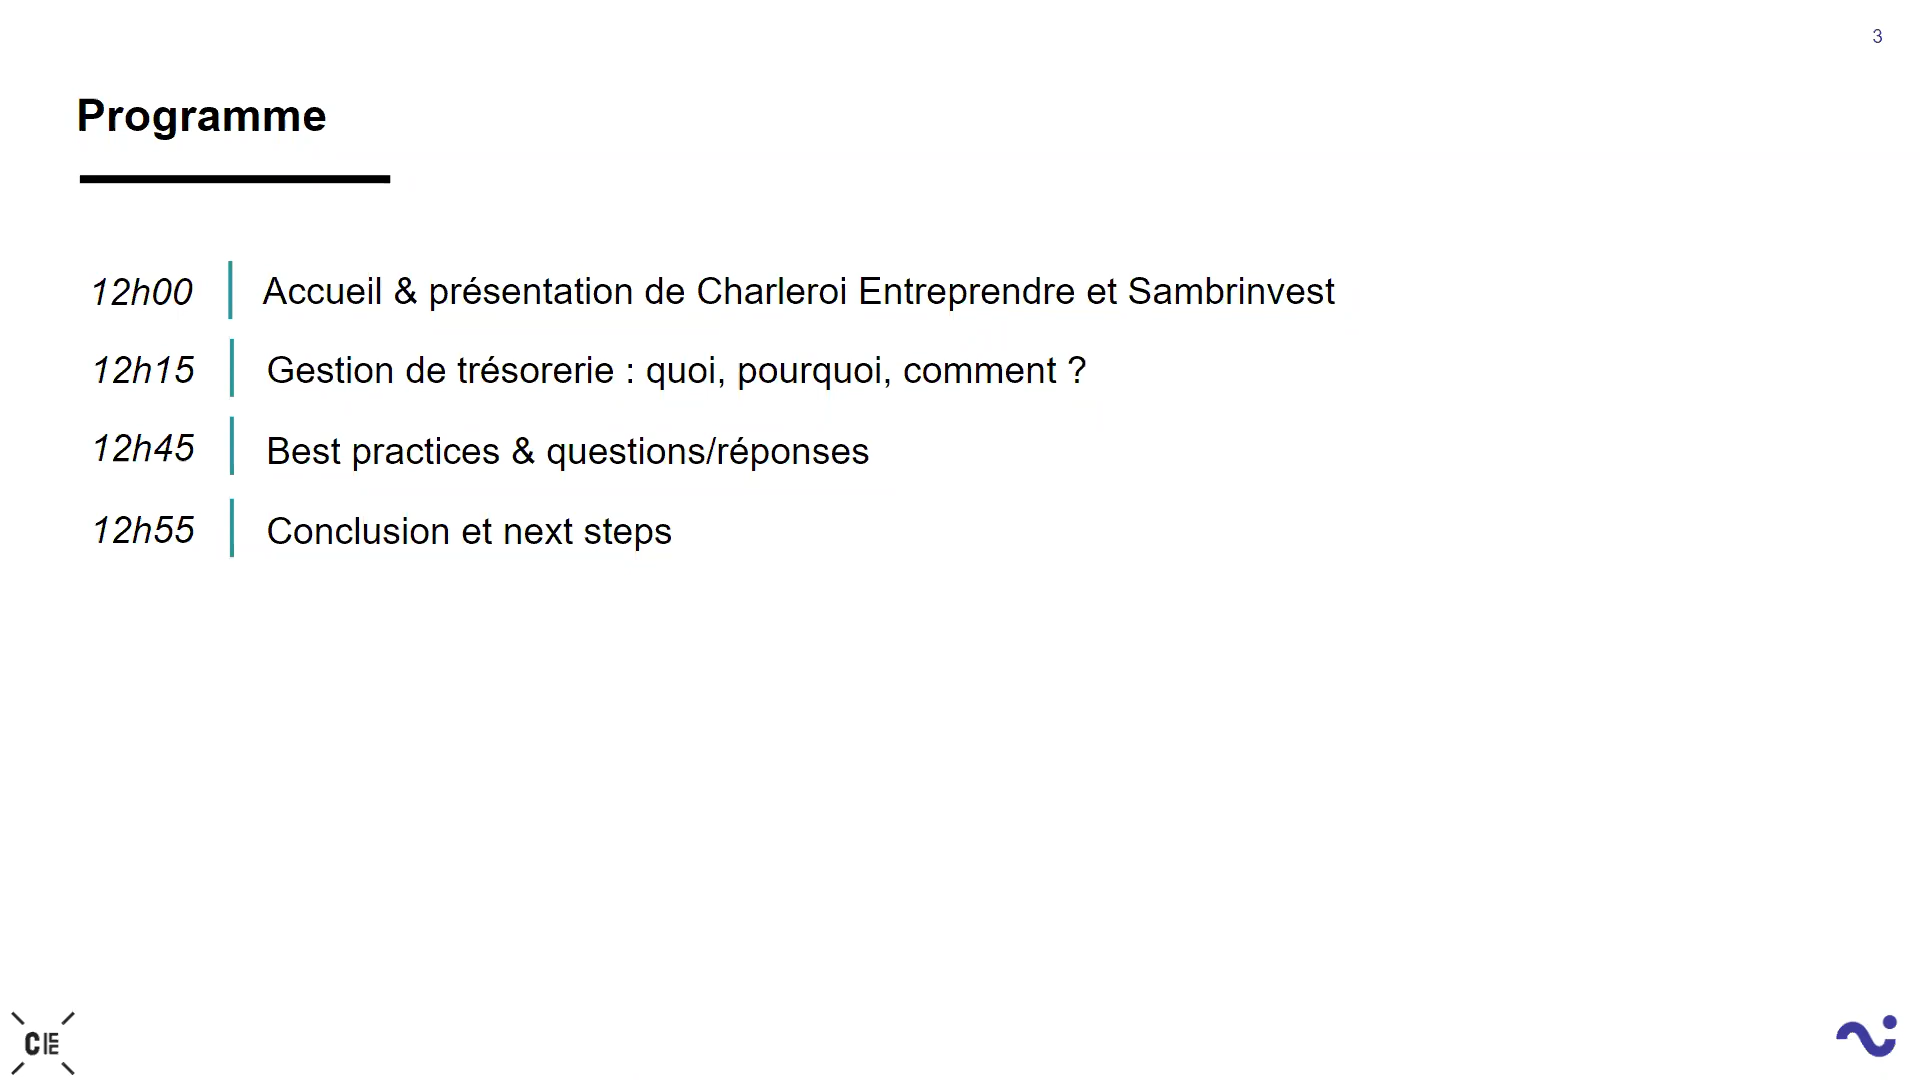 3
Programme
12h00 Accueil & présentation de Charleroi Entreprendre et Sambrinvest
12h15 Gestion de trésorerie : quoi, pourquoi, comment ?
12h45 Best practices & questions/réponses
12h55 Conclusion et next steps
CE